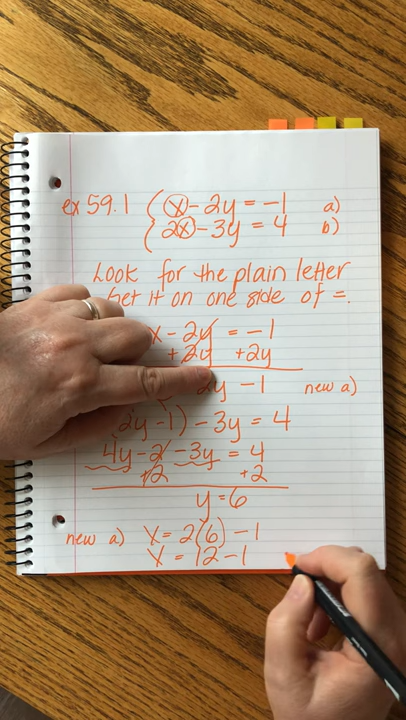 ex 59.1 x - 2y = -1 a)
2x - 3y = 4 b)
Look for the plain letter
Get it on one side of =.
x - 2y = -1
+ 2y +2y
2y - 1 new a)
2y - 1) - 3y = 4
4y - 2 - 3y = 4
+2 +2
y = 6
new a) x = 2(6) - 1
x = 12 - 1